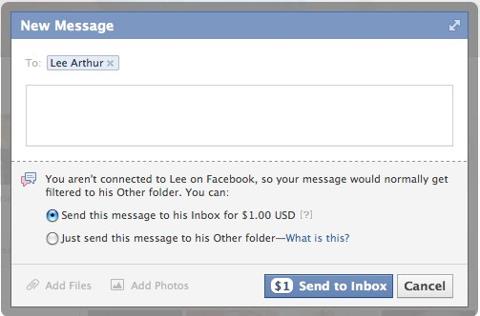 New Message
To: Lee Arthur ×
You aren't connected to Lee on Facebook, so your message would normally get
filtered to his Other folder. You can:
Send this message to his Inbox for $1.00 USD [?]
Just send this message to his Other folder—What is this?
Add Files Add Photos $1 Send to Inbox Cancel